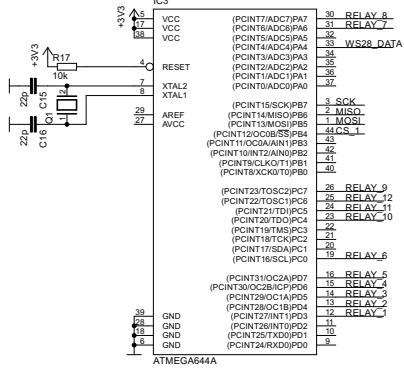 IC3
+3V3
5 VCC (PCINT7/ADC7)PA7 30 RELAY_8
17 VCC (PCINT6/ADC6)PA6 31 RELAY_7
38 VCC (PCINT5/ADC5)PA5 32
(PCINT4/ADC4)PA4 33 WS28_DATA
+3V3 (PCINT3/ADC3)PA3 34
R17 4 RESET (PCINT2/ADC2)PA2 35
10k (PCINT1/ADC1)PA1 36
22p C15 2 7 XTAL2 (PCINT0/ADC0)PA0 37
8 XTAL1
Q1 1 (PCINT15/SCK)PB7 3 SCK
29 AREF (PCINT14/MISO)PB6 2 MISO
22p C16 27 AVCC (PCINT13/MOSI)PB5 1 MOSI
(PCINT12/OC0B/SS)PB4 44 CS_1
(PCINT11/OC0A/AIN1)PB3 43
(PCINT10/INT2/AIN0)PB2 42
(PCINT9/CLKO/T1)PB1 41
(PCINT8/XCK0/T0)PB0 40
(PCINT23/TOSC2)PC7 26 RELAY_9
(PCINT22/TOSC1)PC6 25 RELAY_12
(PCINT21/TDI)PC5 24 RELAY_11
(PCINT20/TDO)PC4 23 RELAY_10
(PCINT19/TMS)PC3 22
(PCINT18/TCK)PC2 21
(PCINT17/SDA)PC1 20
(PCINT16/SCL)PC0 19 RELAY_6
(PCINT31/OC2A)PD7 16 RELAY_5
(PCINT30/OC2B/ICP)PD6 15 RELAY_4
(PCINT29/OC1A)PD5 14 RELAY_3
(PCINT28/OC1B)PD4 13 RELAY_2
39 GND (PCINT27/INT1)PD3 12 RELAY_1
28 GND (PCINT26/INT0)PD2 11
18 GND (PCINT25/TXD0)PD1 10
6 GND (PCINT24/RXD0)PD0 9
ATMEGA644A